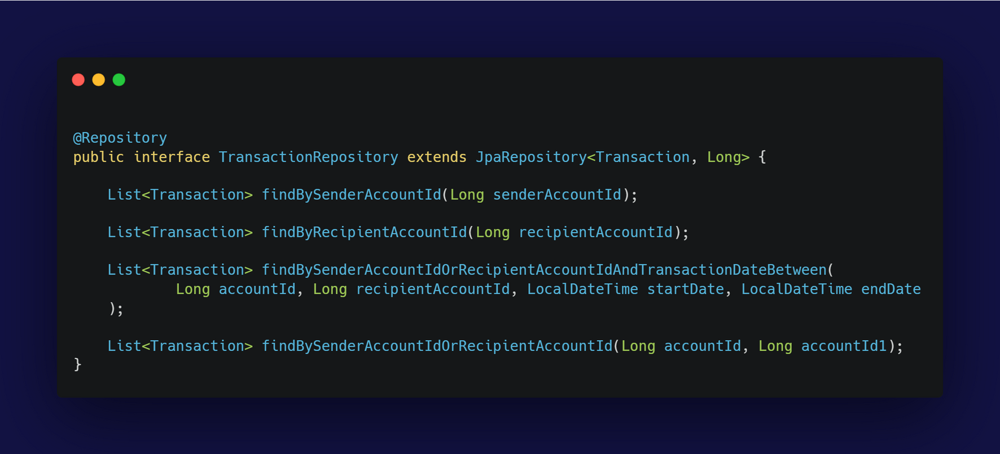 @Repository
public interface TransactionRepository extends JpaRepository<Transaction, Long> {
List<Transaction> findBySenderAccountId(Long senderAccountId);
List<Transaction> findByRecipientAccountId(Long recipientAccountId);
List<Transaction> findBySenderAccountIdOrRecipientAccountIdAndTransactionDateBetween(
Long accountId, Long recipientAccountId, LocalDateTime startDate, LocalDateTime endDate
);
List<Transaction> findBySenderAccountIdOrRecipientAccountId(Long accountId, Long accountId1);
}